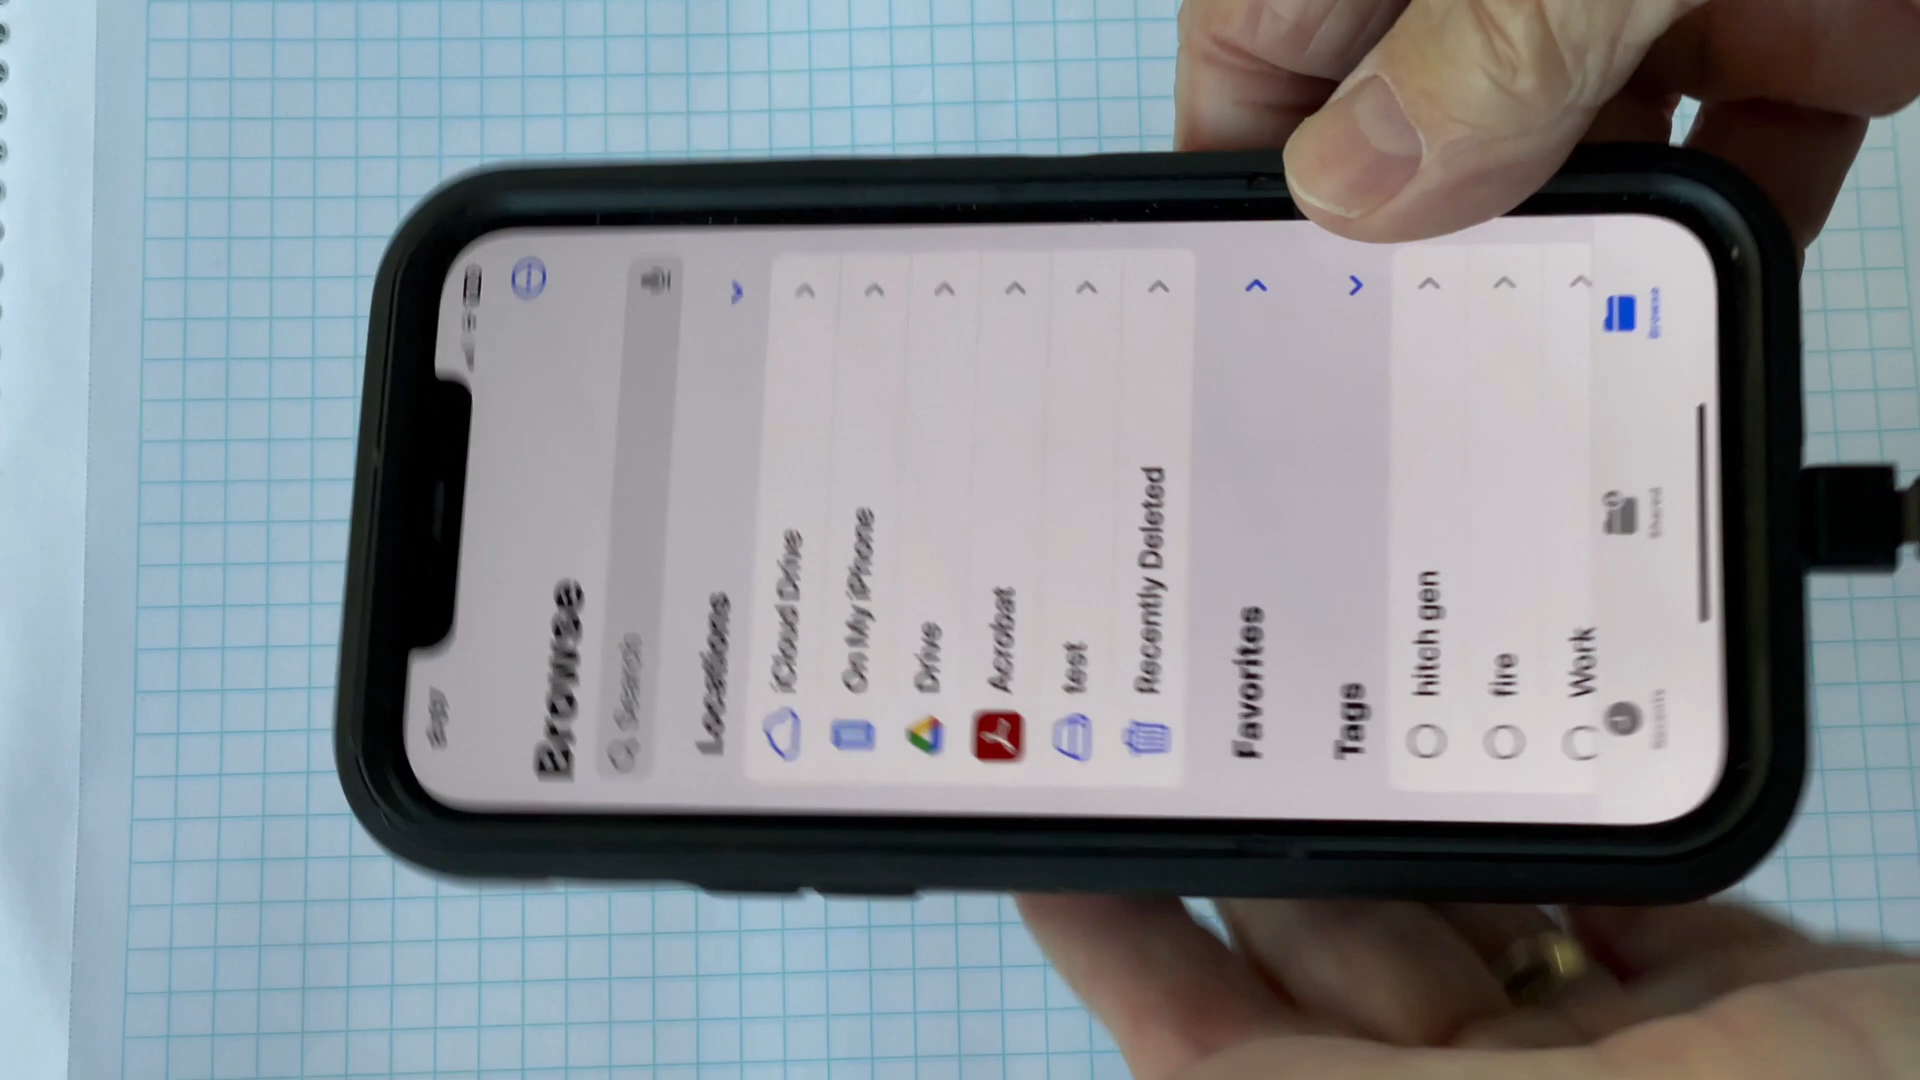 Browse
Search
Locations
iCloud Drive
On My iPhone
Drive
Acrobat
test
Recently Deleted
Favorites
Tags
hitch gen
fire
Work
Recents
Shared
Browse